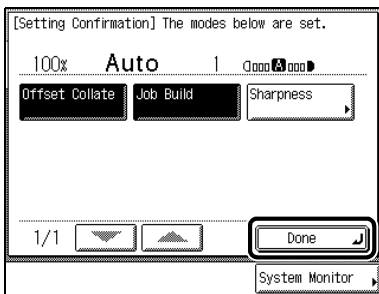 [Setting Confirmation] The modes below are set.
100% Auto 1 A
Offset Collate Job Build Sharpness
1/1 Done
System Monitor